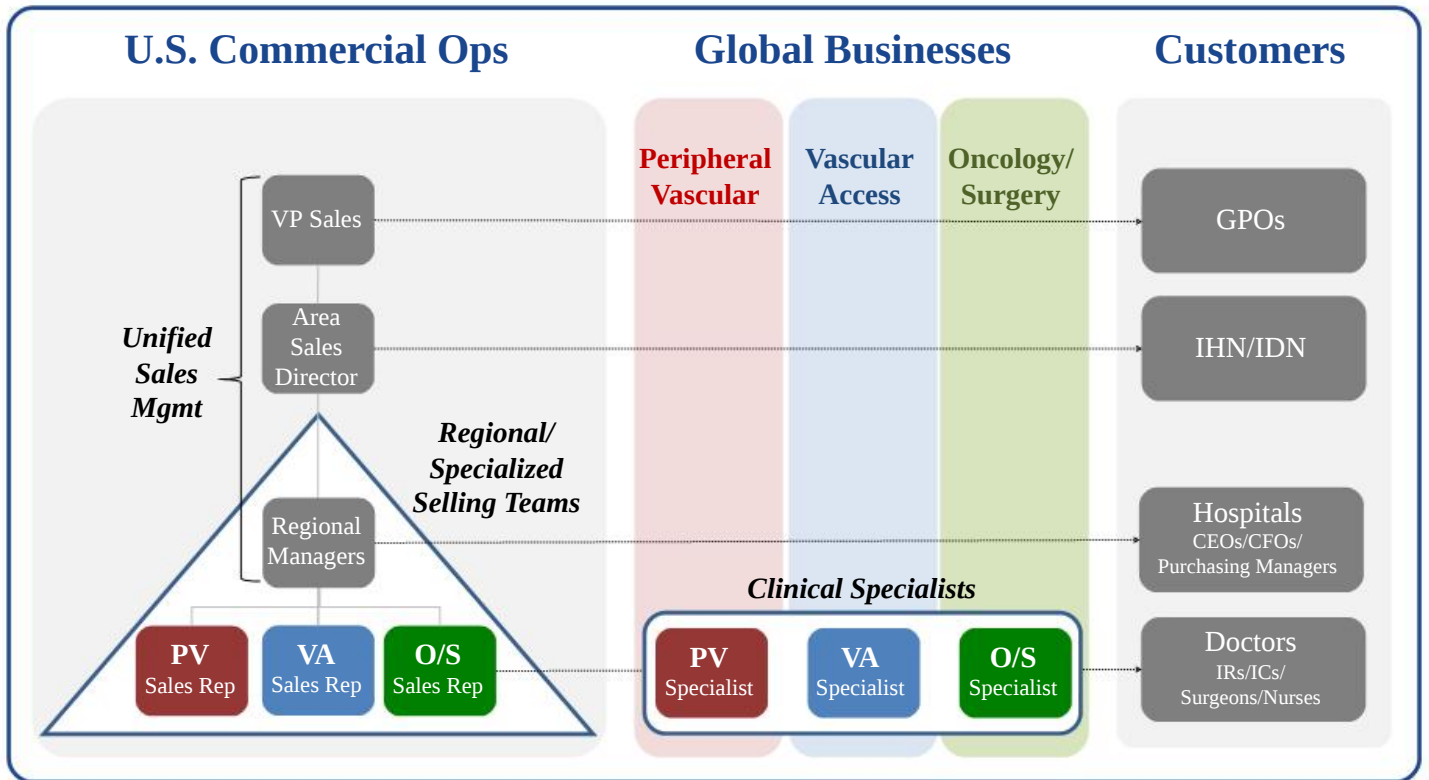 U.S. Commercial Ops
Global Businesses
Customers
Peripheral
Vascular
Vascular
Access
Oncology/
Surgery
VP Sales
GPOs
Area
Sales
Director
IHN/IDN
Unified
Sales
Mgmt
Regional/
Specialized
Selling Teams
Regional
Managers
Hospitals
CEOs/CFOs/
Purchasing Managers
Clinical Specialists
PV
Sales Rep
VA
Sales Rep
O/S
Sales Rep
PV
Specialist
VA
Specialist
O/S
Specialist
Doctors
IRs/ICs/
Surgeons/Nurses